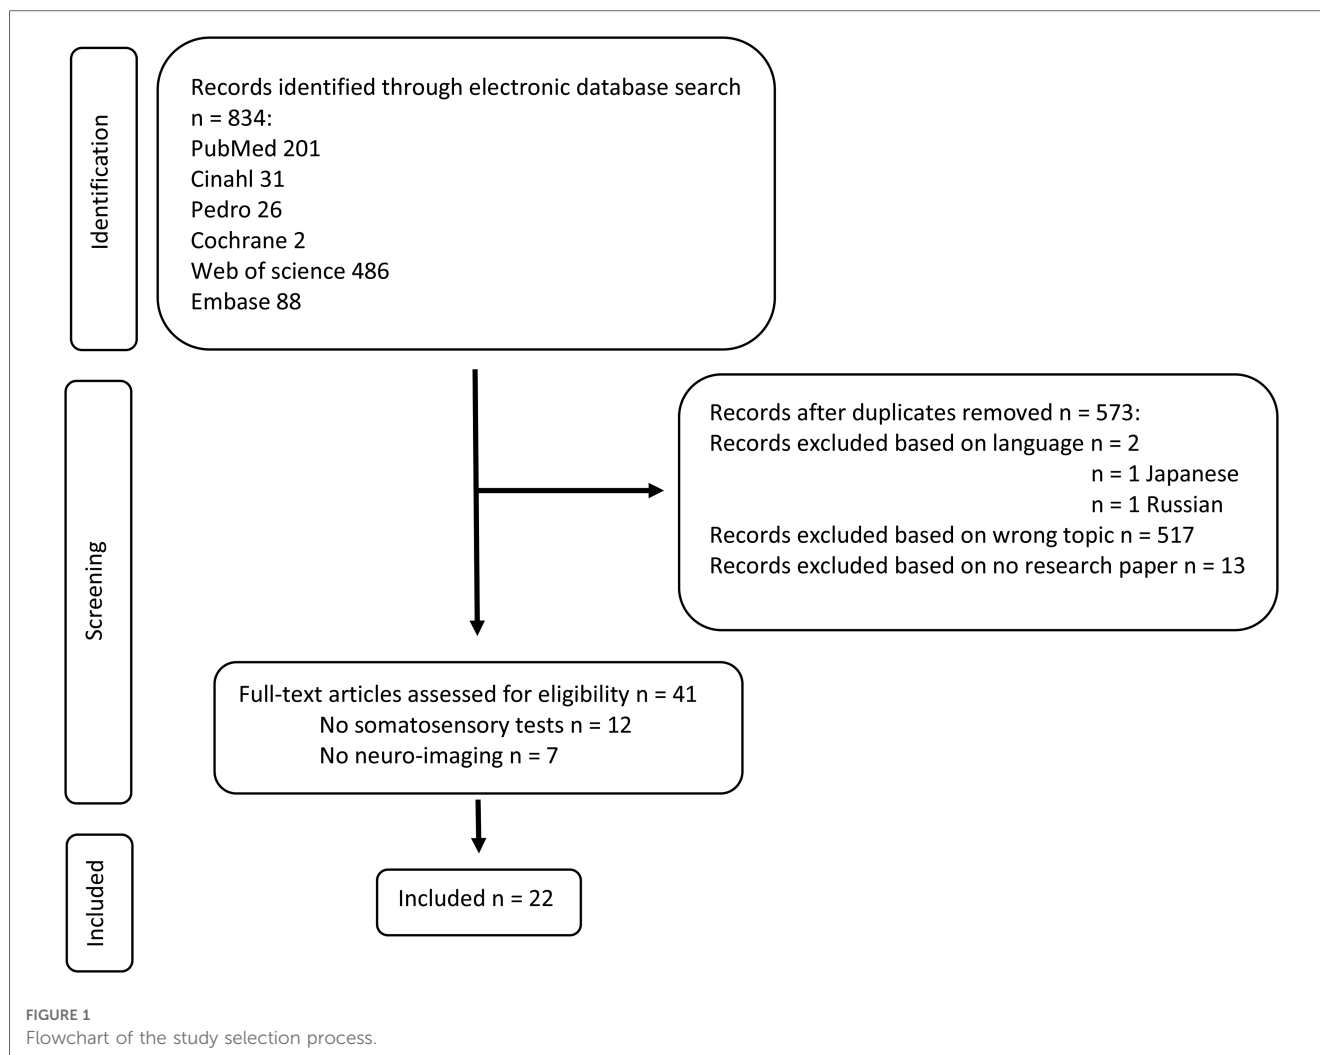 Identification
Records identified through electronic database search
n = 834:
PubMed 201
Cinahl 31
Pedro 26
Cochrane 2
Web of science 486
Embase 88
Screening
Records after duplicates removed n = 573:
Records excluded based on language n = 2
n = 1 Japanese
n = 1 Russian
Records excluded based on wrong topic n = 517
Records excluded based on no research paper n = 13
Full-text articles assessed for eligibility n = 41
No somatosensory tests n = 12
No neuro-imaging n = 7
Included
Included n = 22
FIGURE 1
Flowchart of the study selection process.